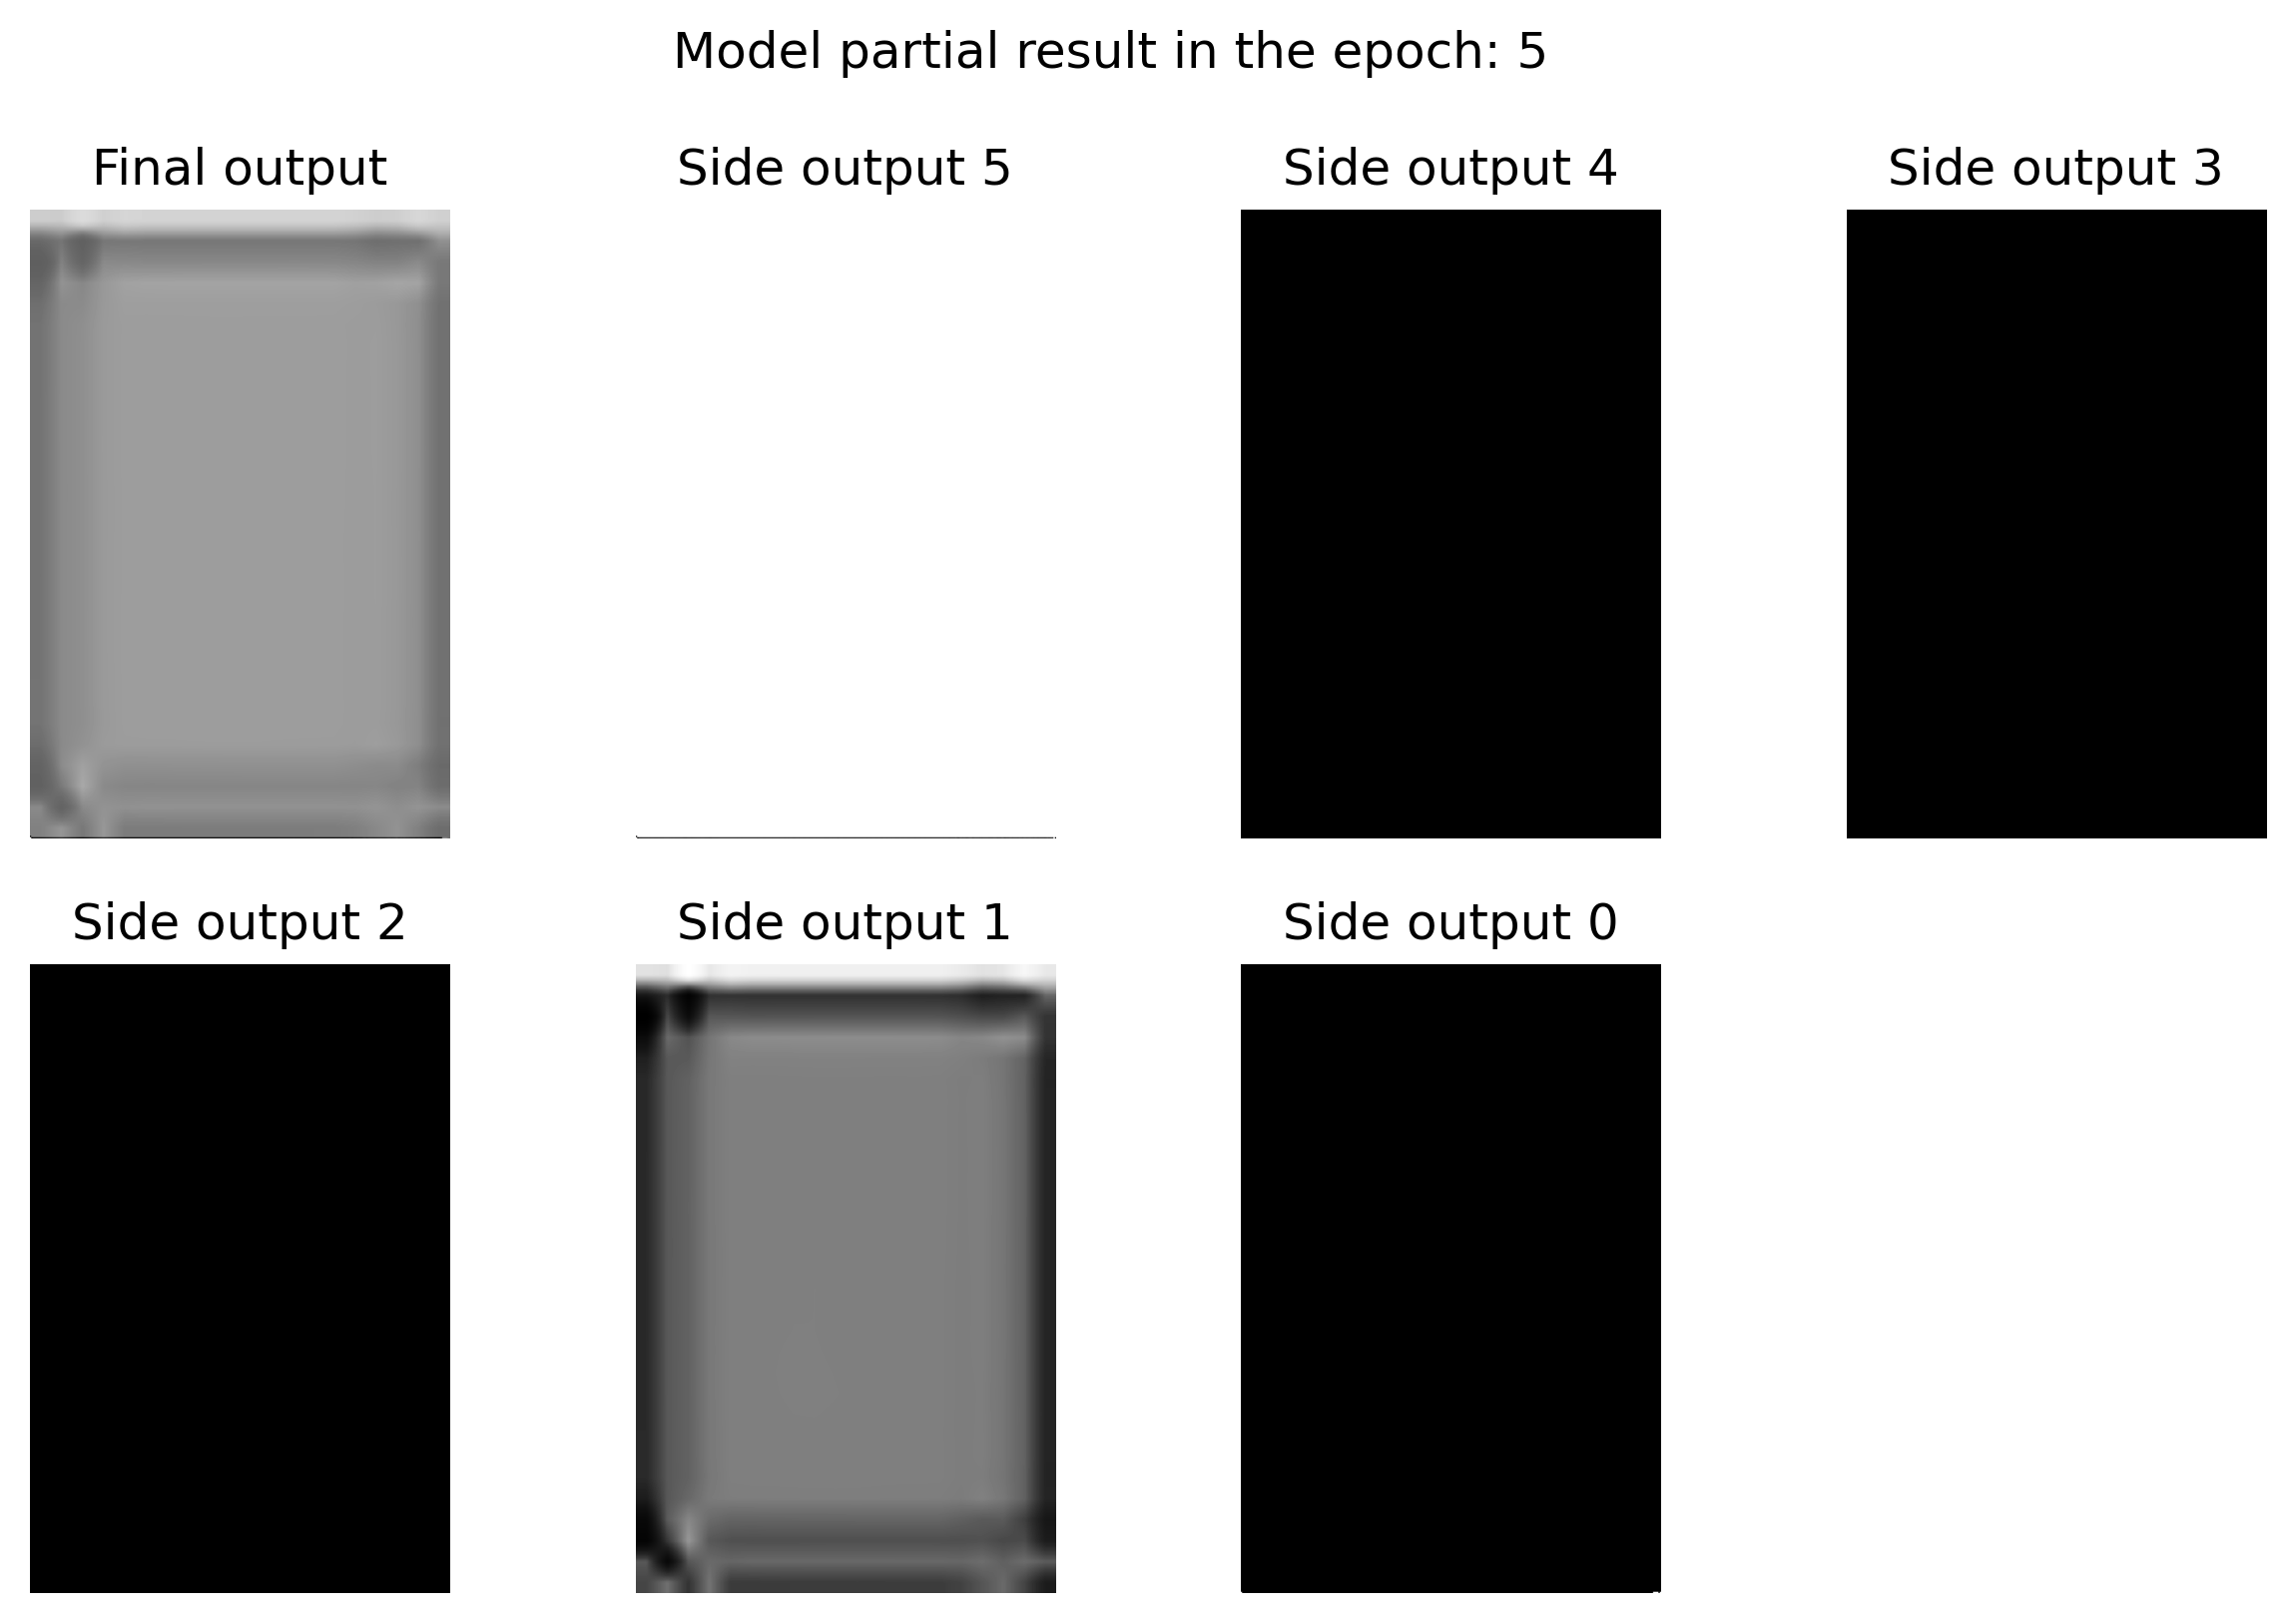 Model partial result in the epoch: 5
Final output
Side output 5
Side output 4
Side output 3
Side output 2
Side output 1
Side output 0